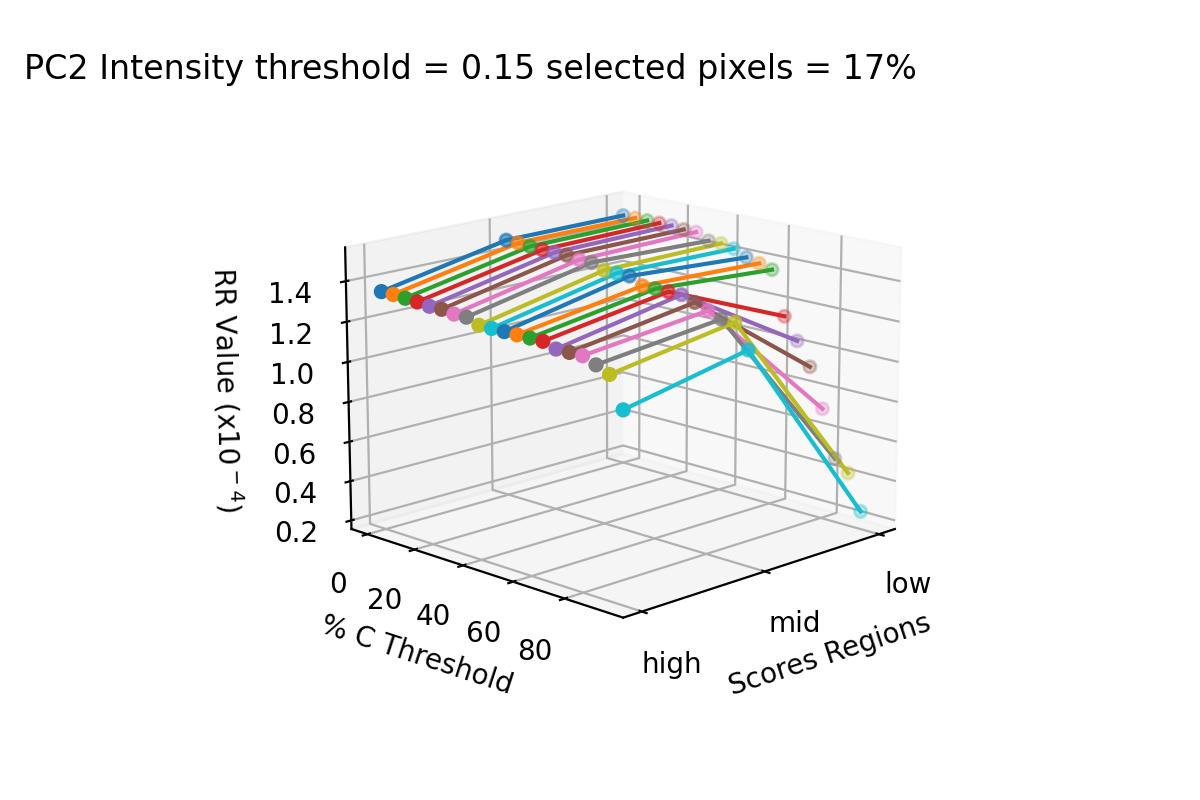 PC2 Intensity threshold = 0.15 selected pixels = 17%
RR Value (x10⁻⁴)
1.4
1.2
1.0
0.8
0.6
0.4
0.2
0
20
40
60
80
% C Threshold
high
mid
low
Scores Regions